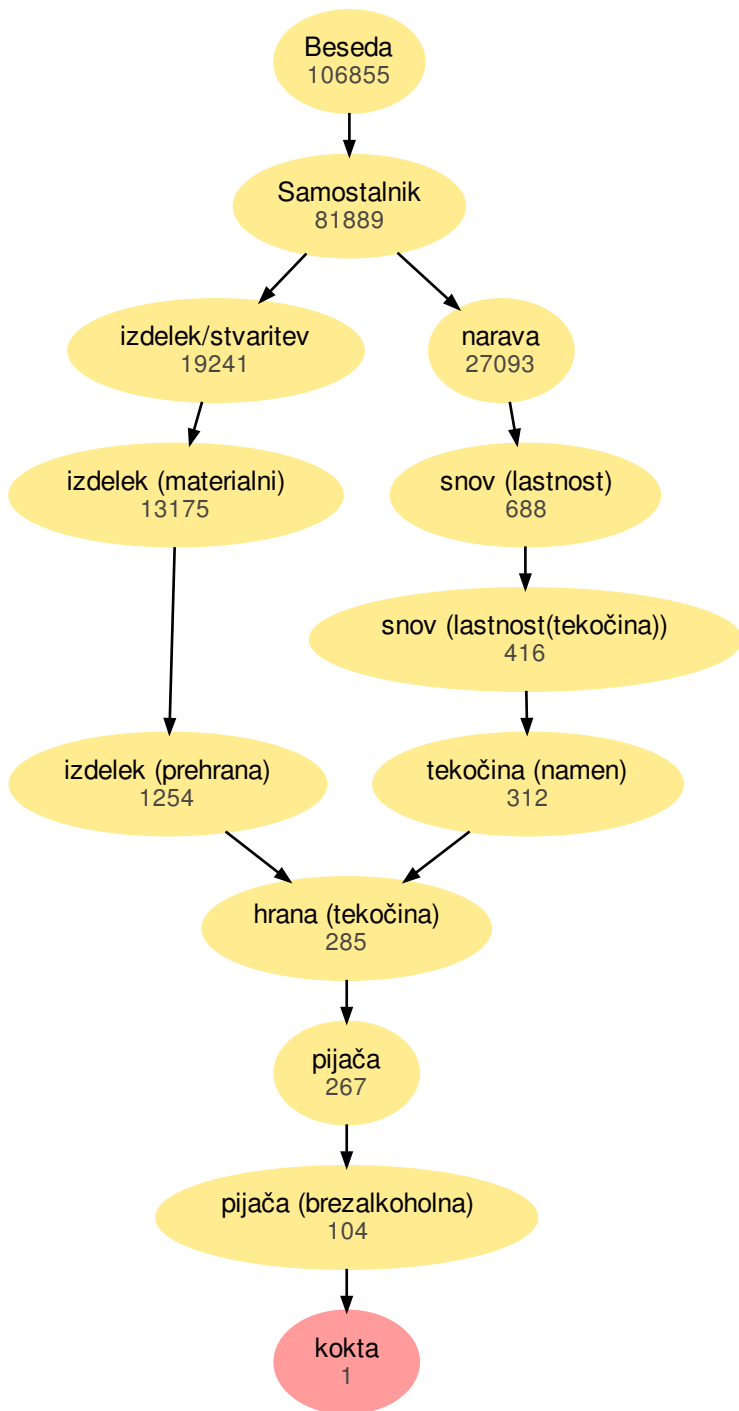 Beseda
106855
Samostalnik
81889
izdelek/stvaritev
19241
narava
27093
izdelek (materialni)
13175
snov (lastnost)
688
snov (lastnost(tekočina))
416
izdelek (prehrana)
1254
tekočina (namen)
312
hrana (tekočina)
285
pijača
267
pijača (brezalkoholna)
104
kokta
1